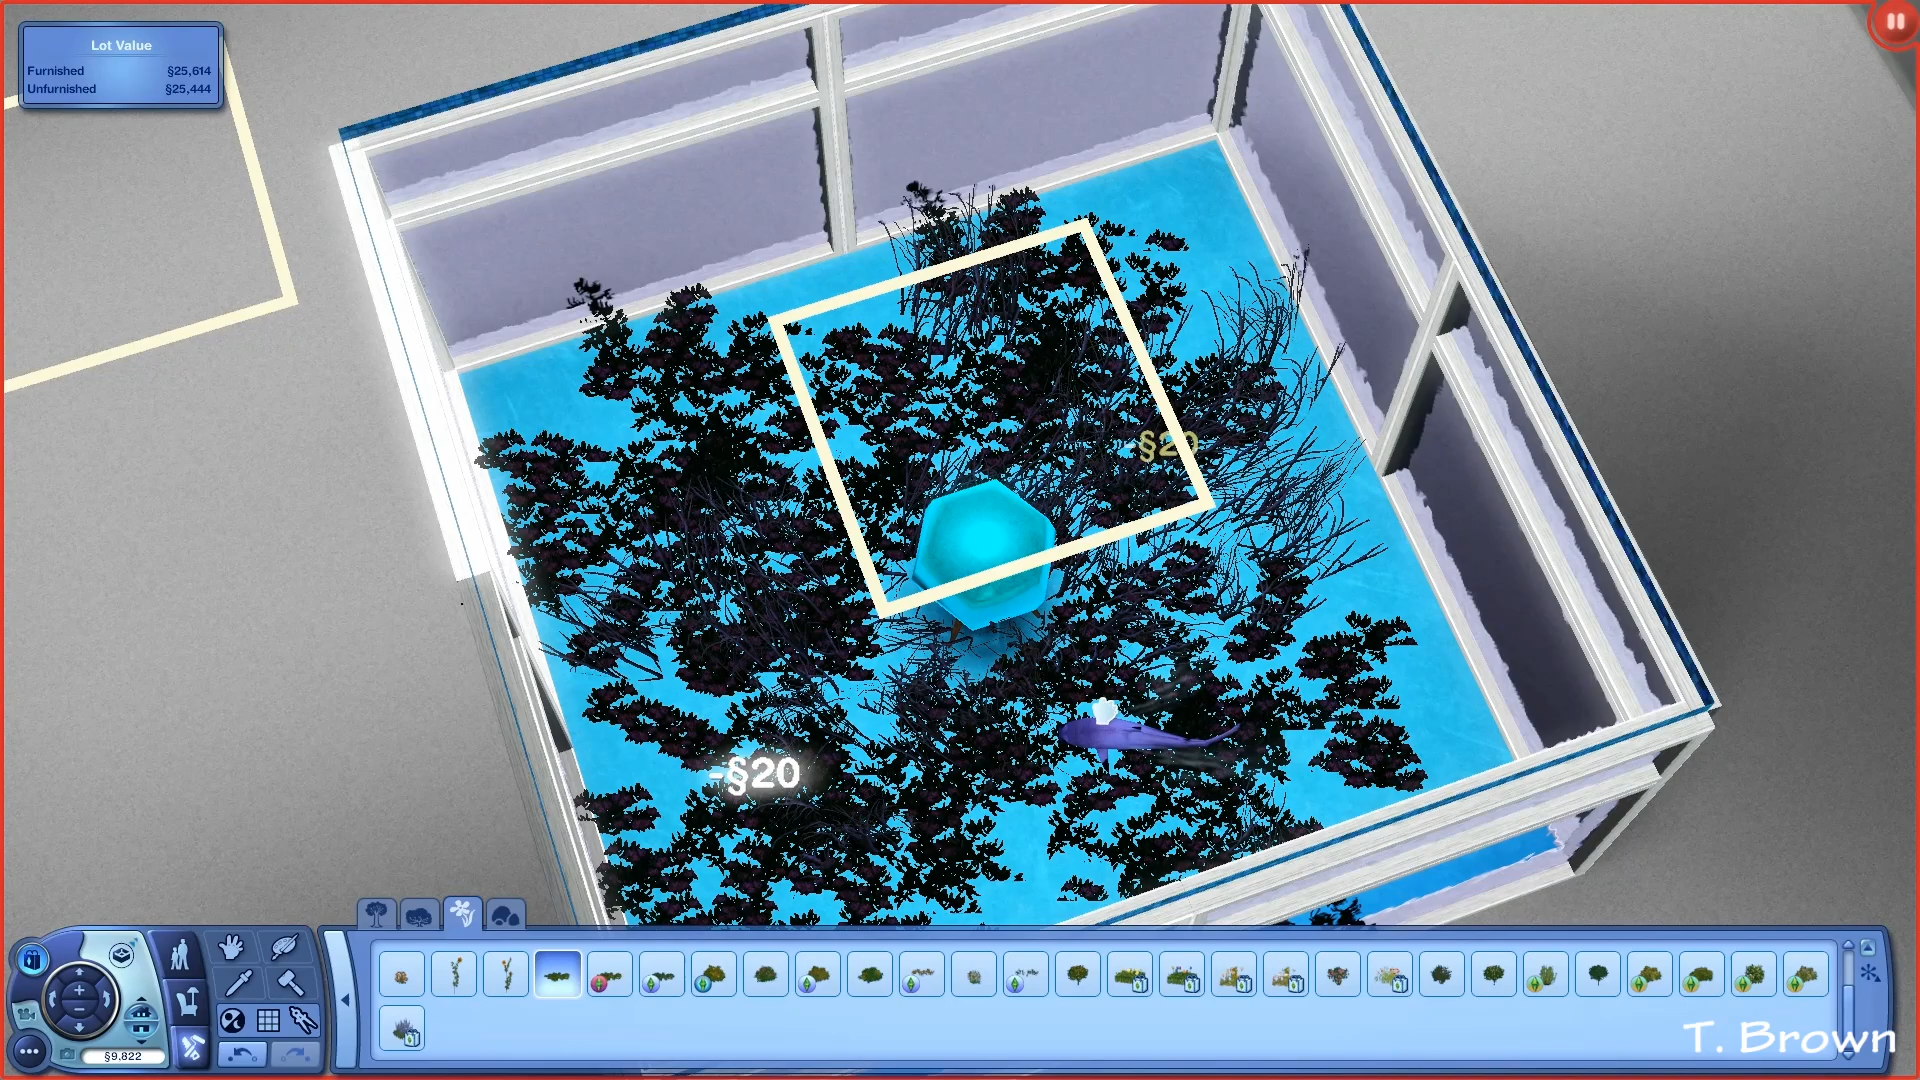 Lot Value
Furnished §25,614
Unfurnished §25,444
-§20
-§20
§9,822
T. Brown